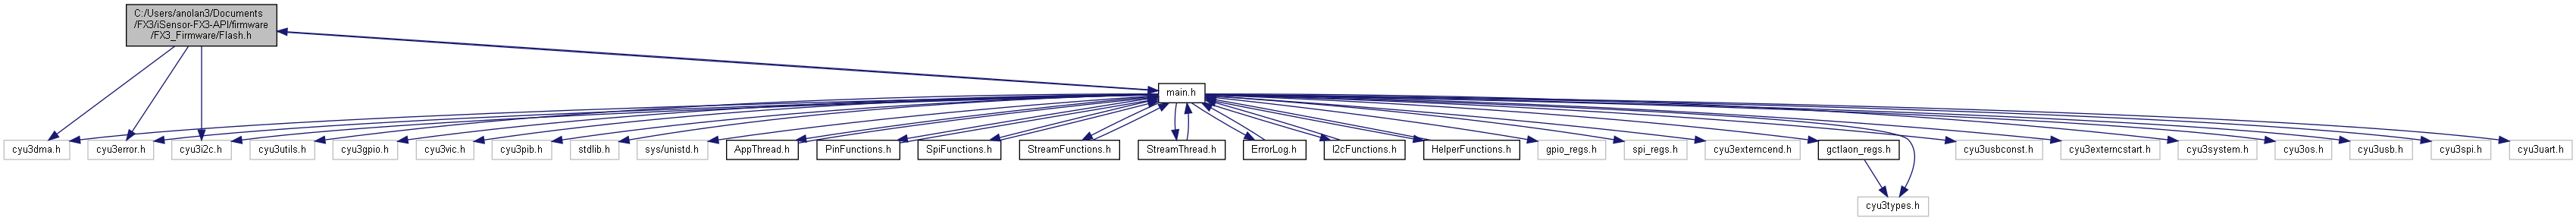 C:/Users/anolan3/Documents
/FX3/iSensor-FX3-API/firmware
/FX3_Firmware/Flash.h
main.h
cyu3dma.h
cyu3error.h
cyu3i2c.h
cyu3utils.h
cyu3gpio.h
cyu3vic.h
cyu3pib.h
stdlib.h
sys/unistd.h
AppThread.h
PinFunctions.h
SpiFunctions.h
StreamFunctions.h
StreamThread.h
ErrorLog.h
I2cFunctions.h
HelperFunctions.h
gpio_regs.h
spi_regs.h
cyu3externcend.h
gctlaon_regs.h
cyu3usbconst.h
cyu3externcstart.h
cyu3system.h
cyu3os.h
cyu3usb.h
cyu3spi.h
cyu3uart.h
cyu3types.h